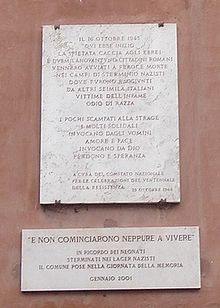 IL 16 OTTOBRE 1943
QUI EBBE INIZIO
LA SPIETATA CACCIA AGLI EBREI
E DUEMILANOVANTUNO CITTADINI ROMANI
VENNERO AVVIATI A FEROCE MORTE
NEI CAMPI DI STERMINIO NAZISTI
DOVE FURONO RAGGIUNTI
DA ALTRI SEIMILA ITALIANI
VITTIME DELL'INFAME
ODIO DI RAZZA
I POCHI SCAMPATI ALLA STRAGE
I MOLTI SOLIDALI
INVOCANO DAGLI UOMINI
AMORE E PACE
INVOCANO DA DIO
PERDONO E SPERANZA
A CURA DEL COMITATO NAZIONALE
PER LE CELEBRAZIONI DEL VENTENNALE
DELLA RESISTENZA
25 OTTOBRE 1964
"E NON COMINCIARONO NEPPURE A VIVERE"
IN RICORDO DEI NEONATI
STERMINATI NEI LAGER NAZISTI
IL COMUNE POSE NELLA GIORNATA DELLA MEMORIA
GENNAIO 2001